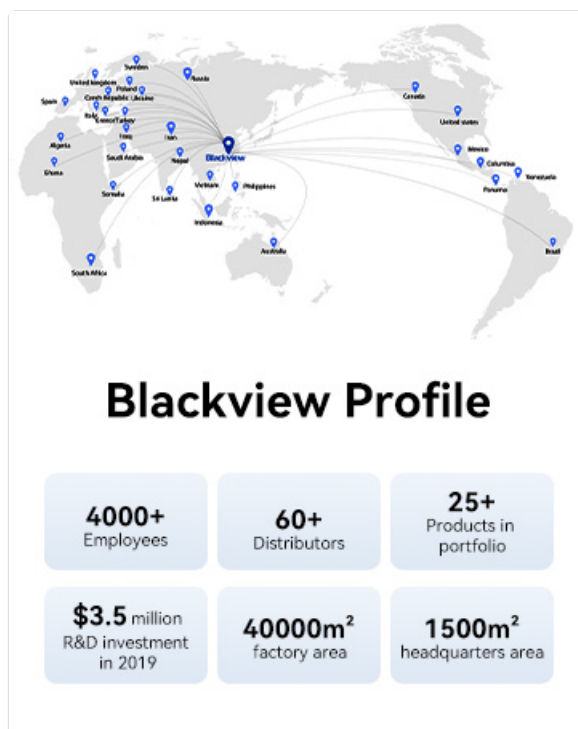 Sweden
United Kingdom
Russia
Poland
Czech Republic
Ukraine
Spain
Italy
Greece
Turkey
Iraq
Iran
Algeria
Saudi Arabia
Nepal
Ghana
Somalia
Sri Lanka
Vietnam
Philippines
Indonesia
South Africa
Australia
Blackview
Canada
United states
Mexico
Columbia
Venezuela
Panama
Brazil
Blackview Profile
4000+
Employees
60+
Distributors
25+
Products in
portfolio
$3.5 million
R&D investment
in 2019
40000m²
factory area
1500m²
headquarters area